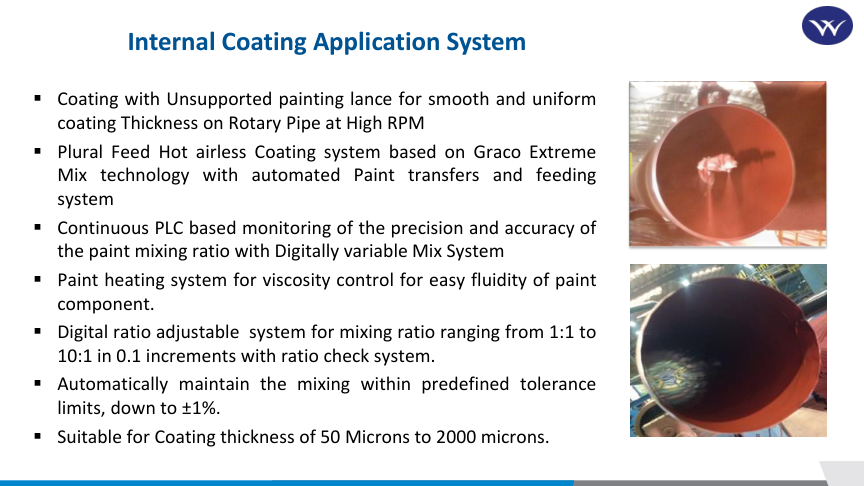 Internal Coating Application System
▪ Coating with Unsupported painting lance for smooth and uniform
coating Thickness on Rotary Pipe at High RPM
▪ Plural Feed Hot airless Coating system based on Graco Extreme
Mix technology with automated Paint transfers and feeding
system
▪ Continuous PLC based monitoring of the precision and accuracy of
the paint mixing ratio with Digitally variable Mix System
▪ Paint heating system for viscosity control for easy fluidity of paint
component.
▪ Digital ratio adjustable  system for mixing ratio ranging from 1:1 to
10:1 in 0.1 increments with ratio check system.
▪ Automatically maintain the mixing within predefined tolerance
limits, down to ±1%.
▪ Suitable for Coating thickness of 50 Microns to 2000 microns.